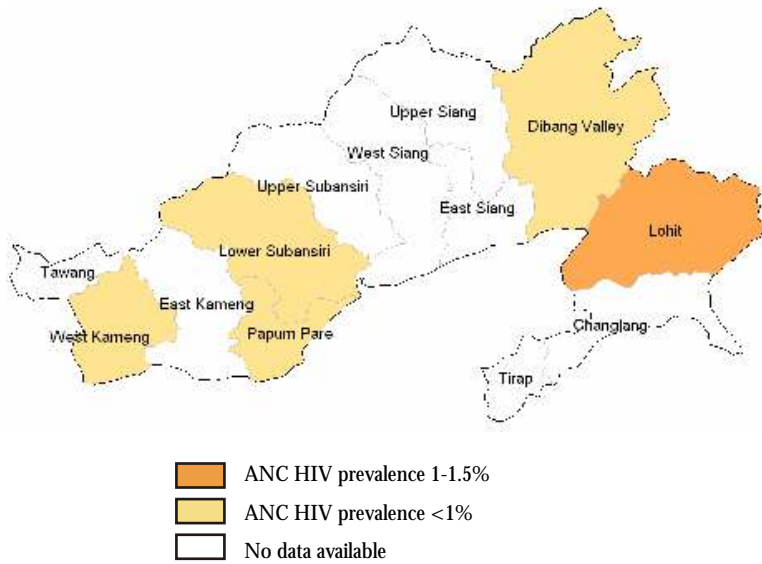 Upper Siang
Dibang Valley
West Siang
Upper Subansiri
East Siang
Lohit
Lower Subansiri
Tawang
East Kameng
West Kameng
Papum Pare
Changlang
Tirap
ANC HIV prevalence 1-1.5%
ANC HIV prevalence <1%
No data available